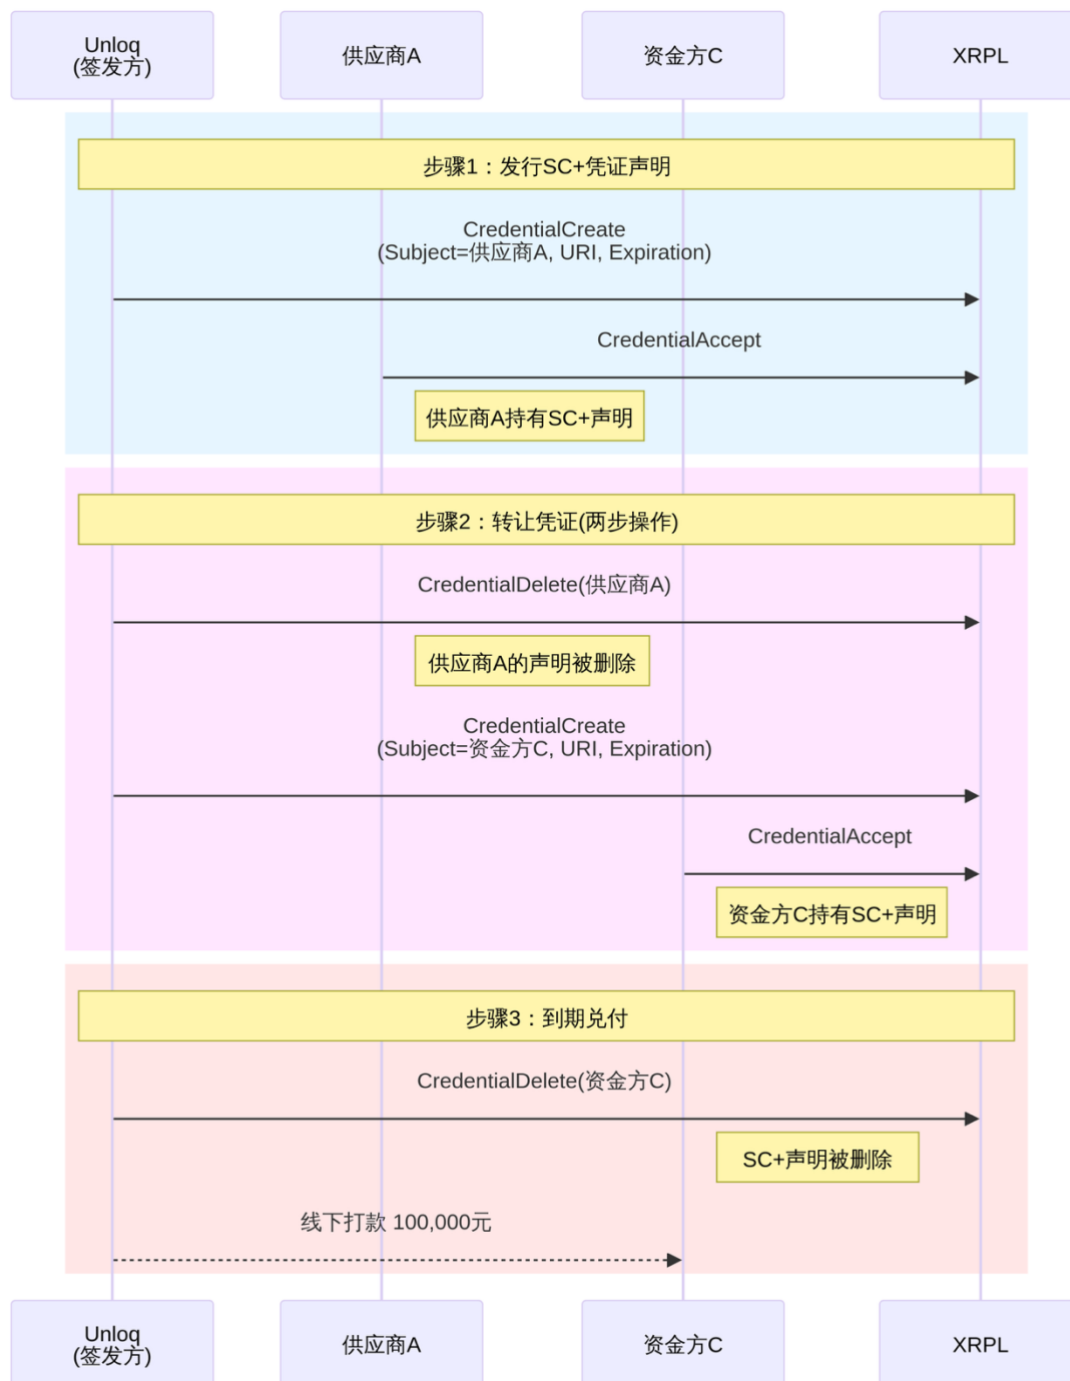 Unloq
(签发方)
供应商A
资金方C
XRPL
步骤1：发行SC+凭证声明
CredentialCreate
(Subject=供应商A, URI, Expiration)
CredentialAccept
供应商A持有SC+声明
步骤2：转让凭证(两步操作)
CredentialDelete(供应商A)
供应商A的声明被删除
CredentialCreate
(Subject=资金方C, URI, Expiration)
CredentialAccept
资金方C持有SC+声明
步骤3：到期兑付
CredentialDelete(资金方C)
SC+声明被删除
线下打款 100,000元
Unloq
(签发方)
供应商A
资金方C
XRPL